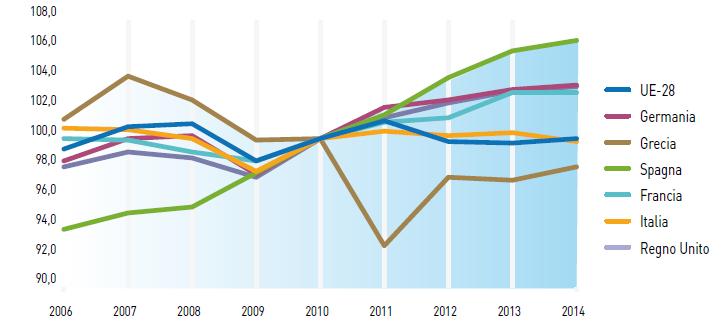 108,0
106,0
104,0
102,0
100,0
98,0
96,0
94,0
92,0
90,0
2006 2007 2008 2009 2010 2011 2012 2013 2014
UE-28
Germania
Grecia
Spagna
Francia
Italia
Regno Unito